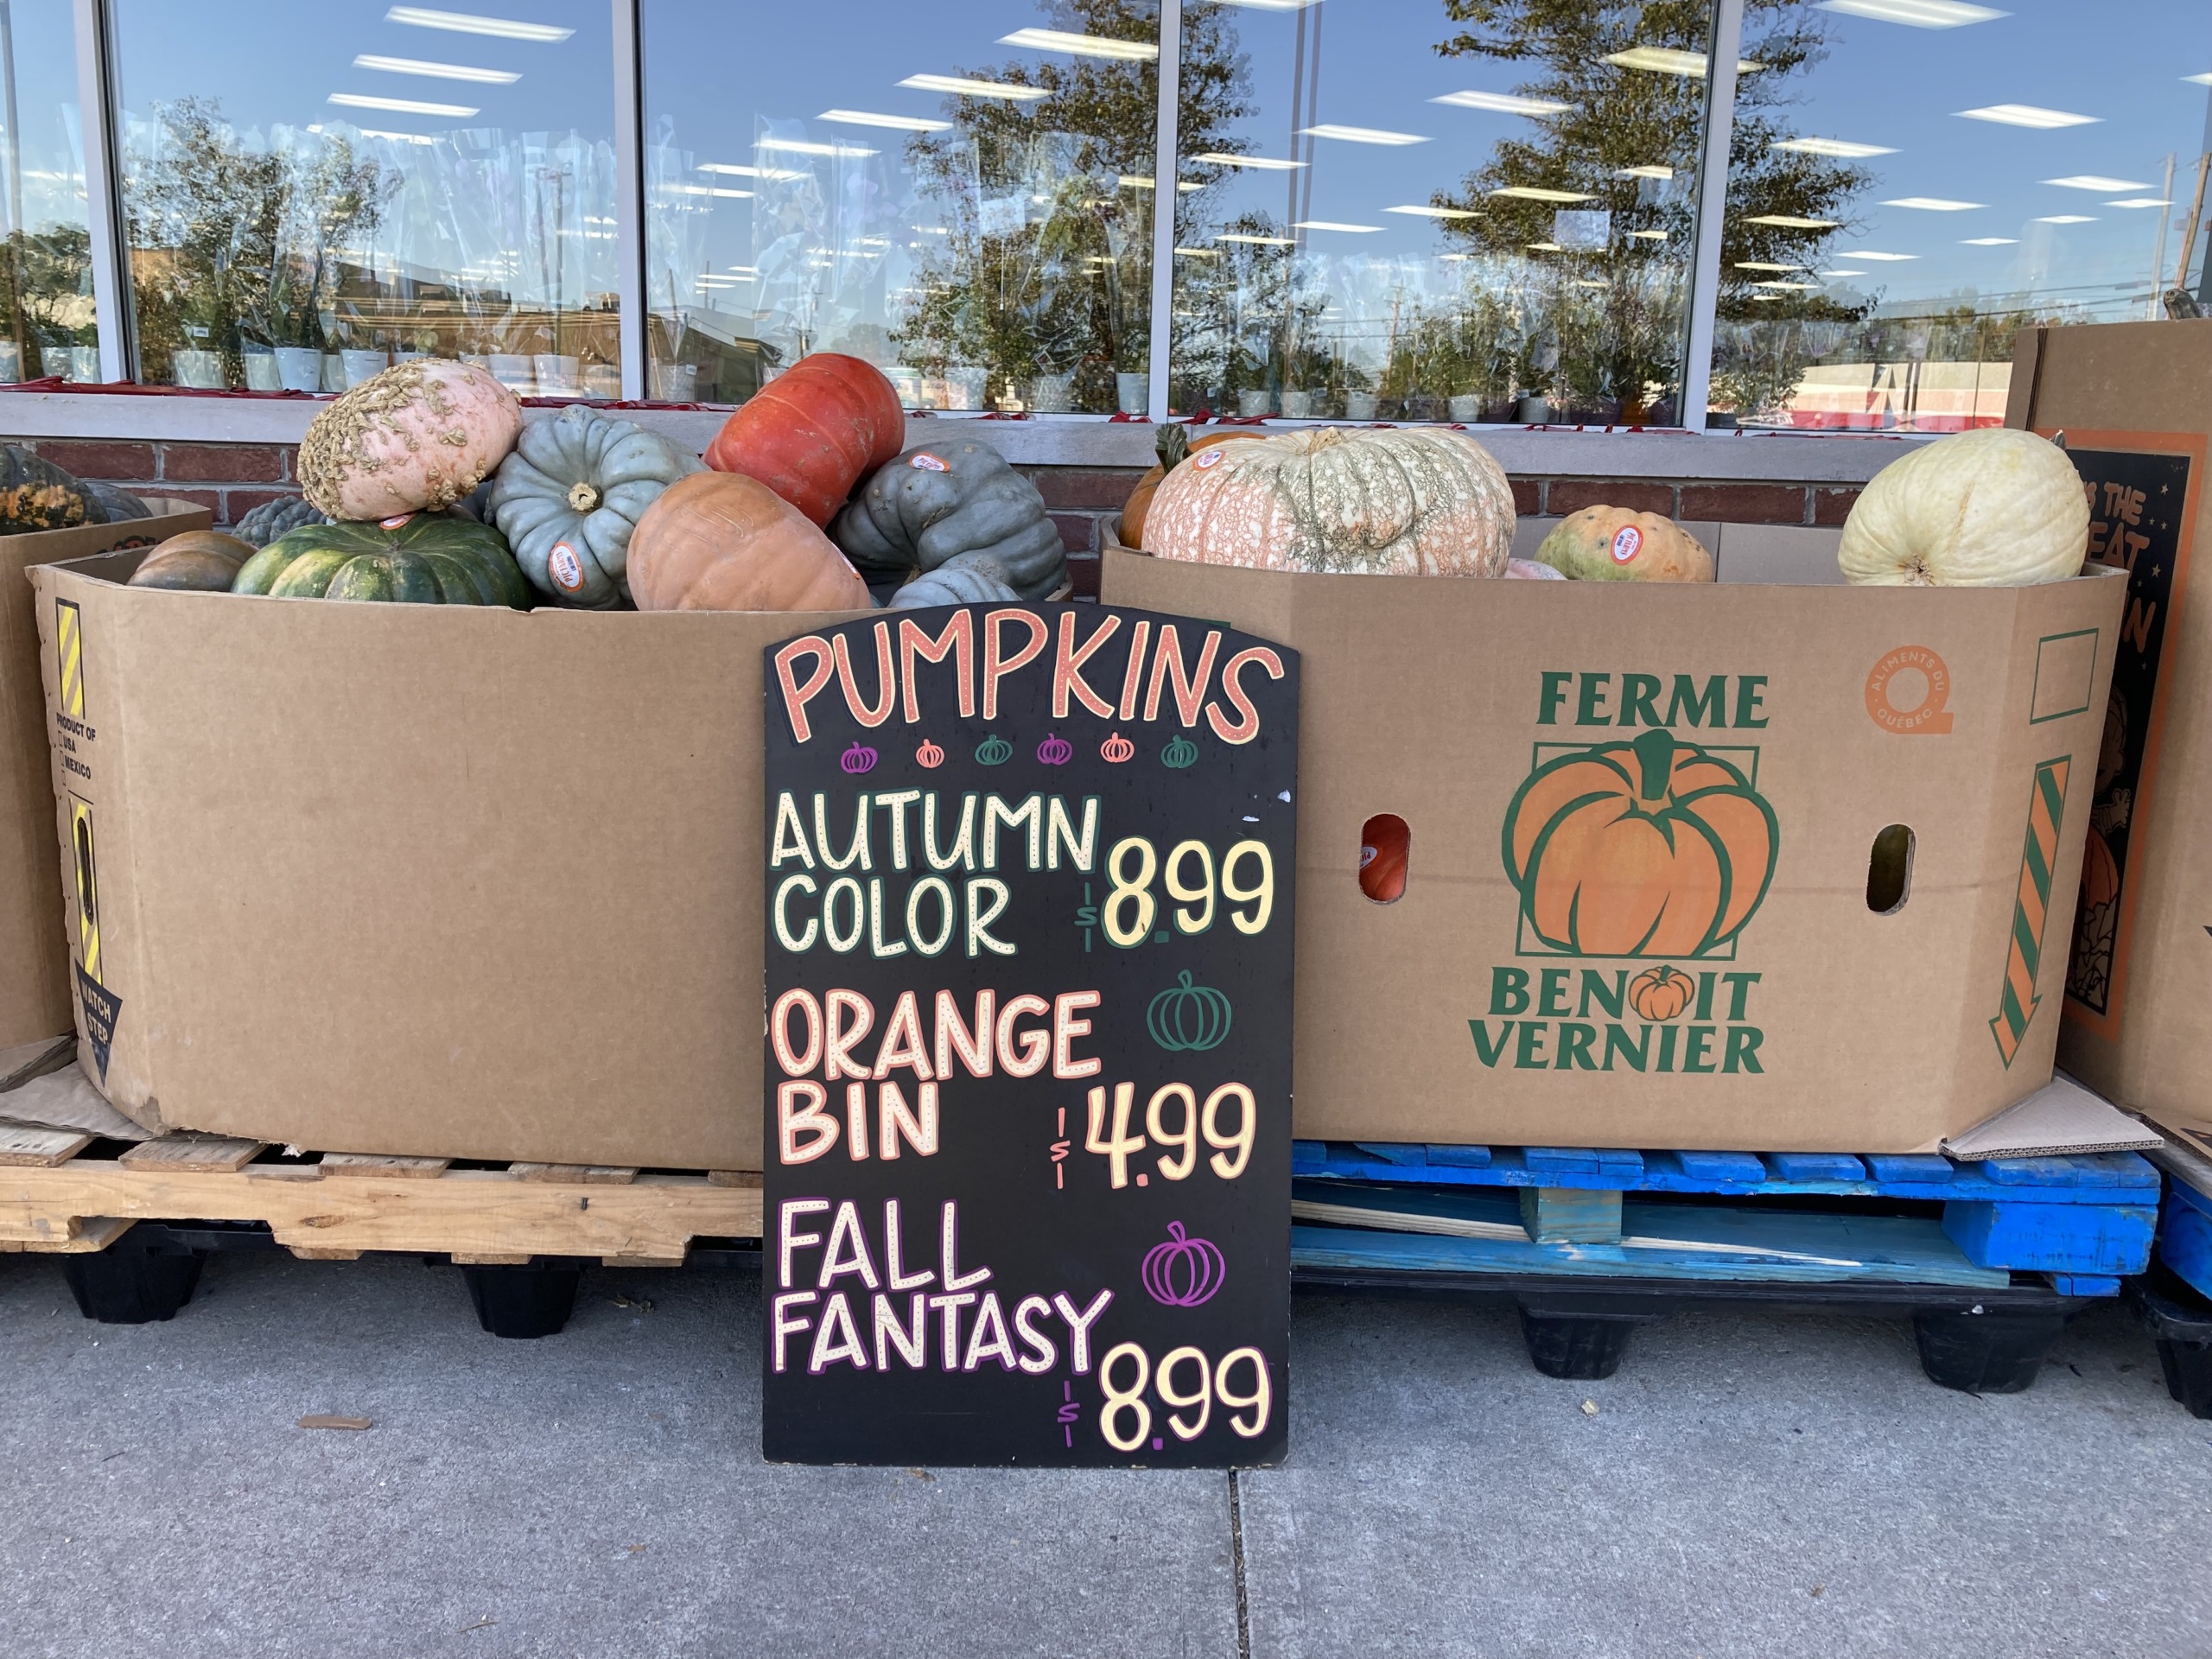 PUMPKINS
AUTUMN
COLOR $8.99
ORANGE
BIN $4.99
FALL
FANTASY
$8.99
FERME
BENOIT
VERNIER
ALIMENTS DU
QUÉBEC
PRODUCT OF
USA
MEXICO
WATCH
STEP
THE